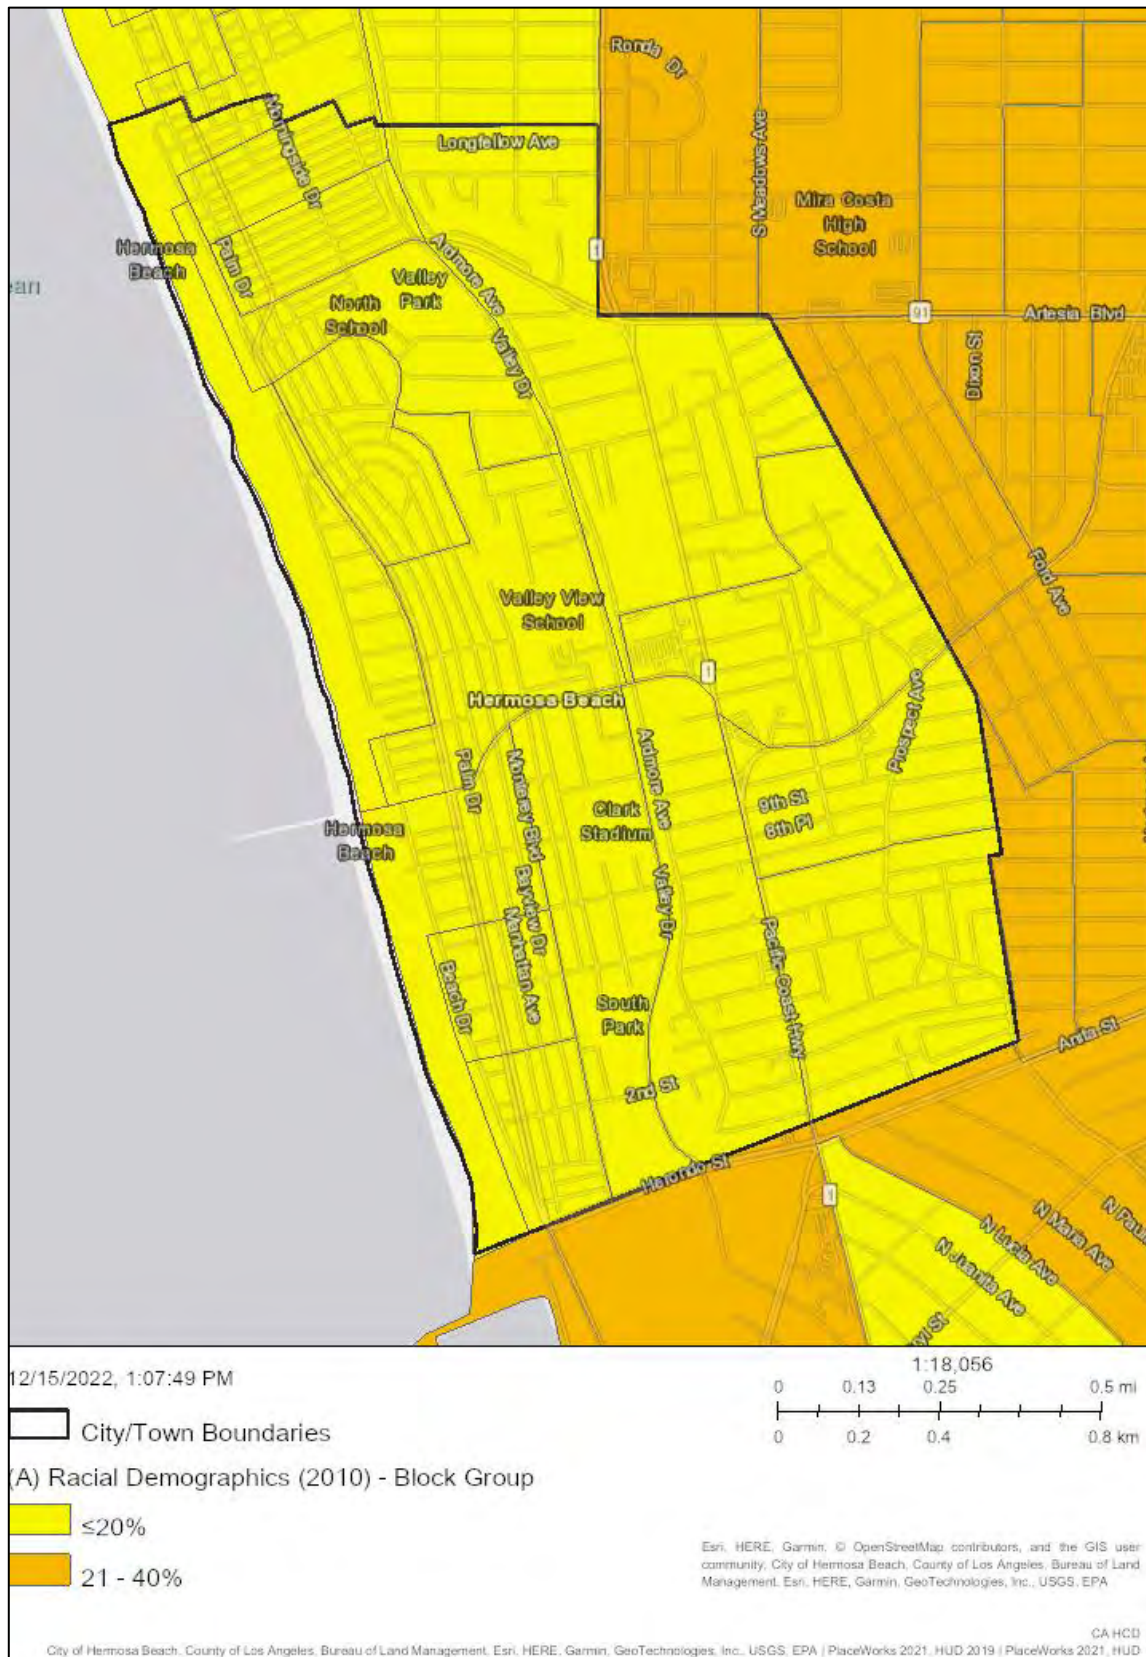 Ronda Dr
Morningside Dr
Longfellow Ave
S Meadows Ave
Mira Costa
High
School
Hermosa
Beach
Palm Dr
Ardmore Ave
Valley
Park
1
ean
North
School
91
Artesia Blvd
Valley Dr
Dixon St
Ford Ave
Valley View
School
1
Hermosa Beach
Prospect Ave
Ardmore Ave
Palm Dr
Monterey Blvd
Clark
Stadium
9th St
8th Pl
Hermosa
Beach
Bayview Dr
Valley Dr
Manhattan Ave
Pacific Coast Hwy
Beach Dr
South
Park
Anita St
2nd St
Herondo St
1
N Lucia Ave
N Maria Ave
N Pau
N Juanita Ave
yl St
12/15/2022, 1:07:49 PM
1:18,056
0 0.13 0.25 0.5 mi
0 0.2 0.4 0.8 km
City/Town Boundaries
(A) Racial Demographics (2010) - Block Group
≤20%
21 - 40%
Esri, HERE, Garmin, © OpenStreetMap contributors, and the GIS user
community, City of Hermosa Beach, County of Los Angeles, Bureau of Land
Management, Esri, HERE, Garmin, GeoTechnologies, Inc., USGS, EPA
CA HCD
City of Hermosa Beach, County of Los Angeles, Bureau of Land Management, Esri, HERE, Garmin, GeoTechnologies, Inc., USGS, EPA | PlaceWorks 2021, HUD 2019 | PlaceWorks 2021, HUD